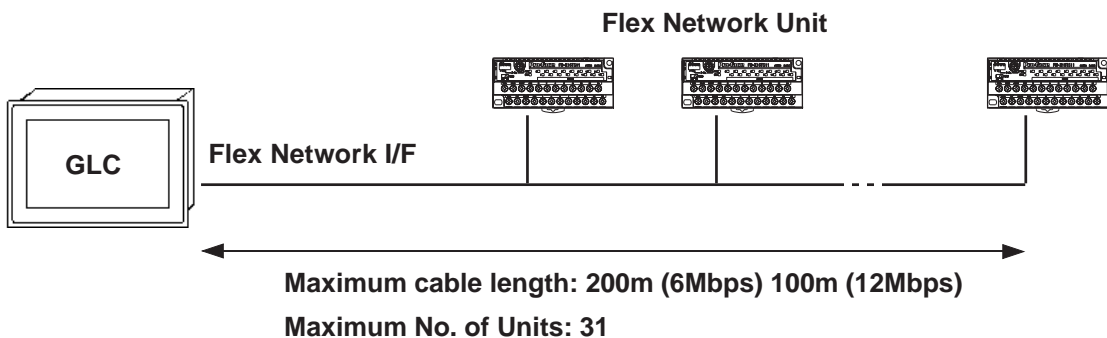 Flex Network Unit
GLC
Flex Network I/F
Maximum cable length: 200m (6Mbps) 100m (12Mbps)
Maximum No. of Units: 31